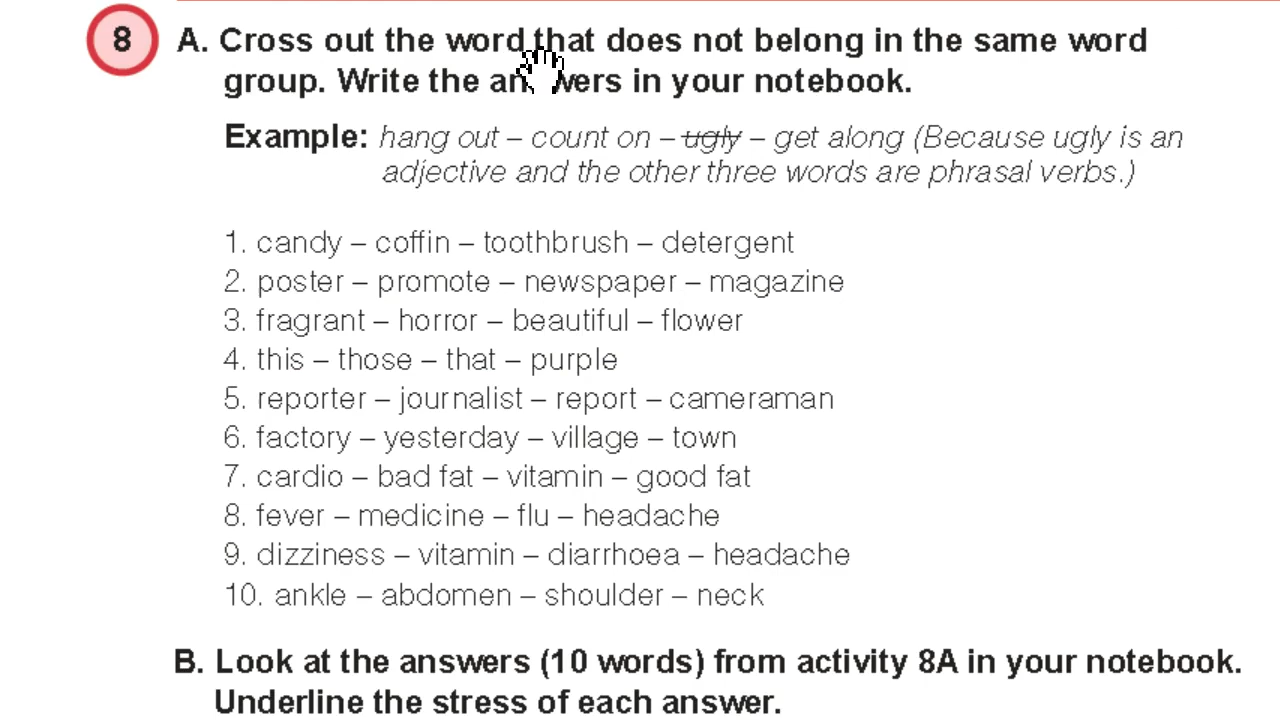 8 A. Cross out the word that does not belong in the same word
group. Write the answers in your notebook.
Example: hang out – count on – ugly – get along (Because ugly is an
adjective and the other three words are phrasal verbs.)
1. candy – coffin – toothbrush – detergent
2. poster – promote – newspaper – magazine
3. fragrant – horror – beautiful – flower
4. this – those – that – purple
5. reporter – journalist – report – cameraman
6. factory – yesterday – village – town
7. cardio – bad fat – vitamin – good fat
8. fever – medicine – flu – headache
9. dizziness – vitamin – diarrhoea – headache
10. ankle – abdomen – shoulder – neck
B. Look at the answers (10 words) from activity 8A in your notebook.
Underline the stress of each answer.